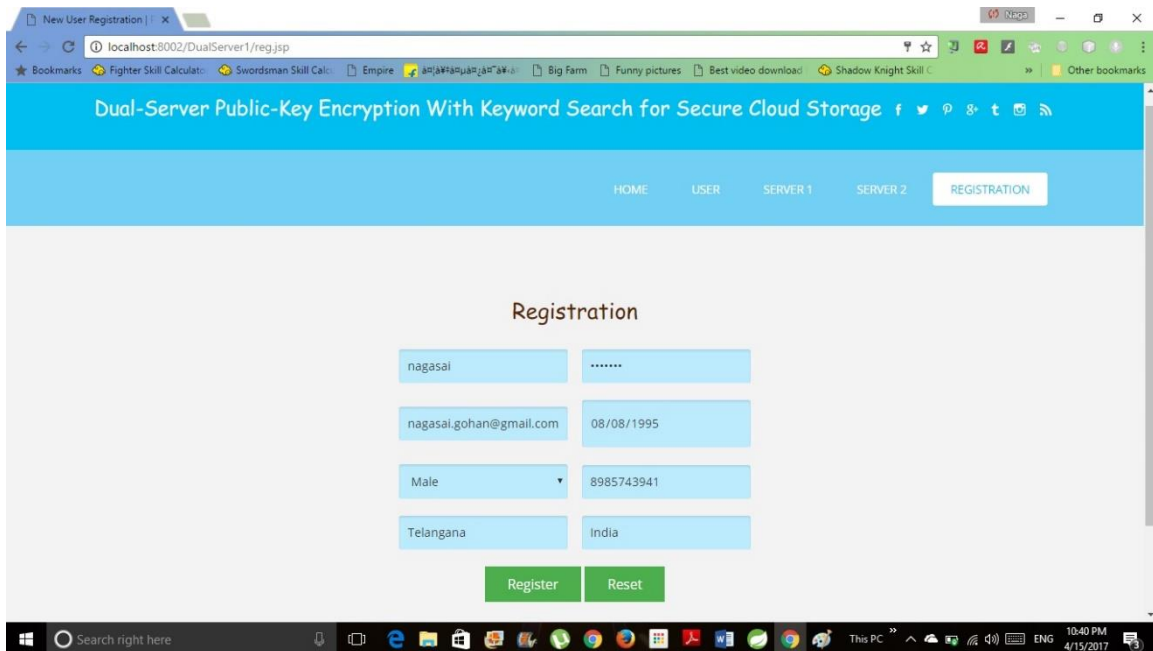 New User Registration |
Naga
localhost:8002/DualServer1/reg.jsp
Bookmarks Fighter Skill Calculato Swordsman Skill Calc Empire Big Farm Funny pictures Best video download Shadow Knight Skill C » Other bookmarks
Dual-Server Public-Key Encryption With Keyword Search for Secure Cloud Storage
HOME USER SERVER 1 SERVER 2 REGISTRATION
Registration
nagasai •••••••
nagasai.gohan@gmail.com 08/08/1995
Male 8985743941
Telangana India
Register Reset
Search right here This PC » ENG 10:40 PM
4/15/2017